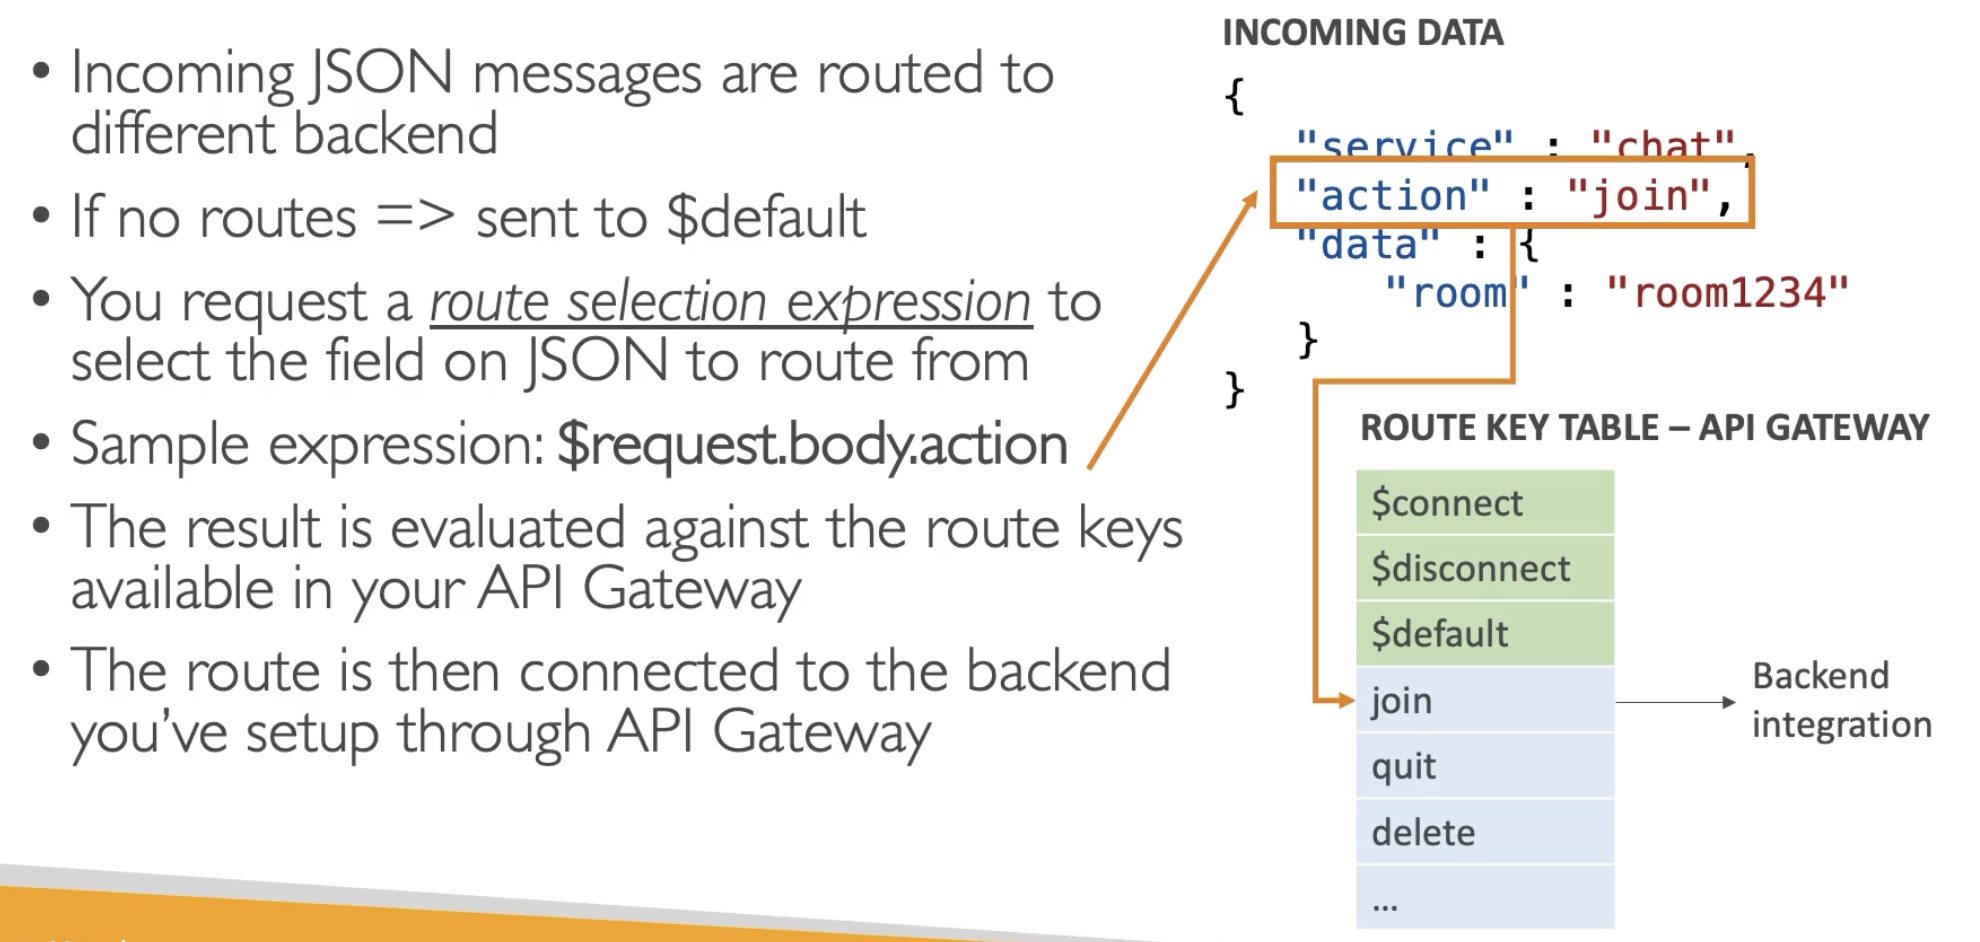 • Incoming JSON messages are routed to
different backend
• If no routes => sent to $default
• You request a route selection expression to
select the field on JSON to route from
• Sample expression: $request.body.action
• The result is evaluated against the route keys
available in your API Gateway
• The route is then connected to the backend
you've setup through API Gateway
INCOMING DATA
{
"service" : "chat",
"action" : "join",
"data" : {
"room" : "room1234"
}
}
ROUTE KEY TABLE – API GATEWAY
$connect
$disconnect
$default
join
quit
delete
...
Backend
integration